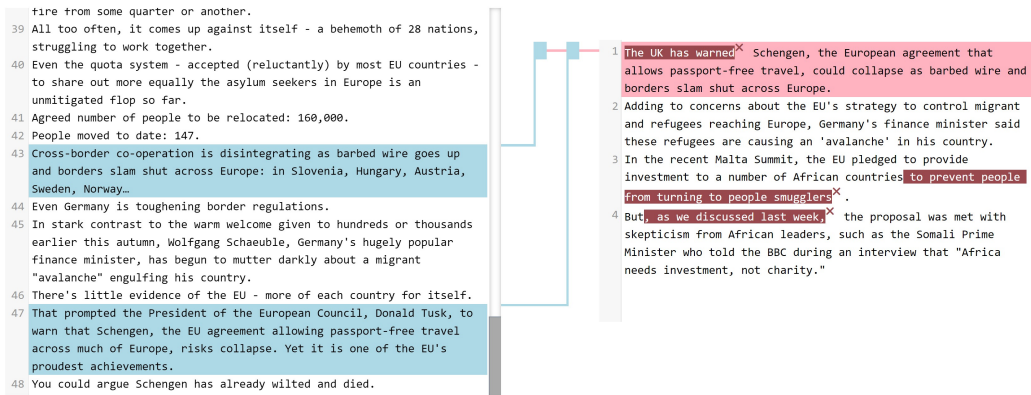 fire from some quarter or another.
39 All too often, it comes up against itself - a behemoth of 28 nations,
struggling to work together.
40 Even the quota system - accepted (reluctantly) by most EU countries -
to share out more equally the asylum seekers in Europe is an
unmitigated flop so far.
41 Agreed number of people to be relocated: 160,000.
42 People moved to date: 147.
43 Cross-border co-operation is disintegrating as barbed wire goes up
and borders slam shut across Europe: in Slovenia, Hungary, Austria,
Sweden, Norway…
44 Even Germany is toughening border regulations.
45 In stark contrast to the warm welcome given to hundreds or thousands
earlier this autumn, Wolfgang Schaeuble, Germany's hugely popular
finance minister, has begun to mutter darkly about a migrant
"avalanche" engulfing his country.
46 There's little evidence of the EU - more of each country for itself.
47 That prompted the President of the European Council, Donald Tusk, to
warn that Schengen, the EU agreement allowing passport-free travel
across much of Europe, risks collapse. Yet it is one of the EU's
proudest achievements.
48 You could argue Schengen has already wilted and died.
1 The UK has warned✕ Schengen, the European agreement that
allows passport-free travel, could collapse as barbed wire and
borders slam shut across Europe.
2 Adding to concerns about the EU's strategy to control migrant
and refugees reaching Europe, Germany's finance minister said
these refugees are causing an 'avalanche' in his country.
3 In the recent Malta Summit, the EU pledged to provide
investment to a number of African countries to prevent people
from turning to people smugglers✕ .
4 But, as we discussed last week,✕ the proposal was met with
skepticism from African leaders, such as the Somali Prime
Minister who told the BBC during an interview that "Africa
needs investment, not charity."